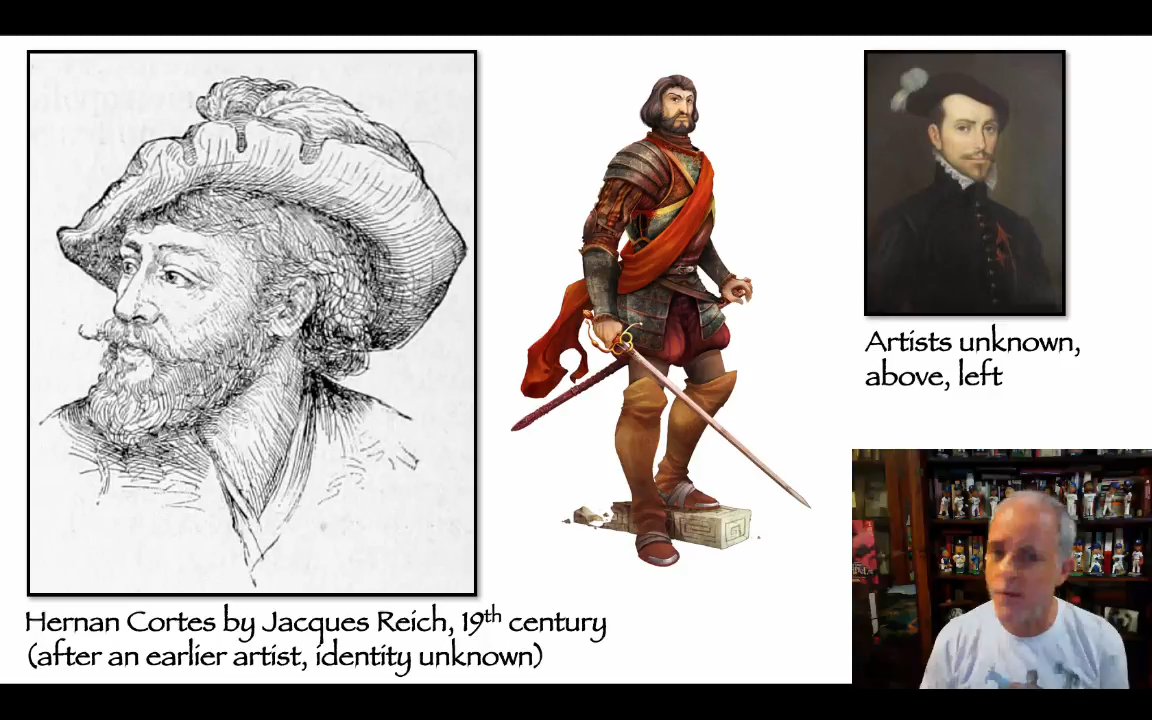 Artists unknown,
above, left
Hernan Cortes by Jacques Reich, 19th century
(after an earlier artist, identity unknown)